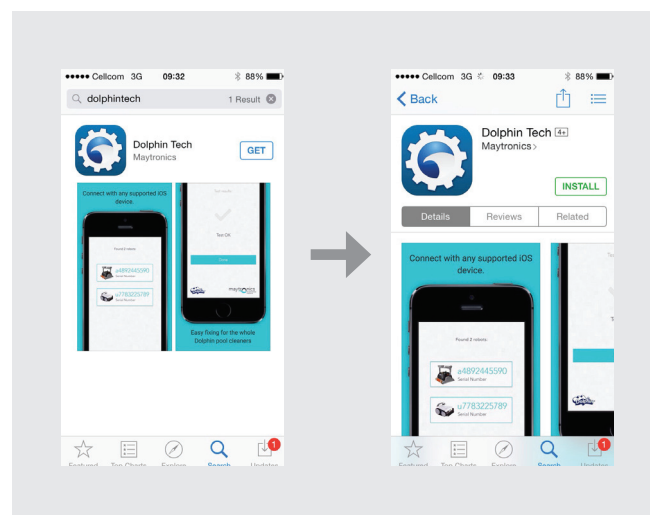 Cellcom 3G 09:32 88%
dolphintech 1 Result
Dolphin Tech
Maytronics
GET
Connect with any supported iOS
device.
Found 2 robots
a4892445590
Serial Number
u7783225789
Serial Number
Test OK
maytronics
Easy fixing for the whole
Dolphin pool cleaners
Featured Top Charts Explore Search Updates
1
Cellcom 3G 09:33 88%
Back
Dolphin Tech 4+
Maytronics >
INSTALL
Details Reviews Related
Connect with any supported iOS
device.
Found 2 robots
a4892445590
Serial Number
u7783225789
Serial Number
Featured Top Charts Explore Search Updates
1